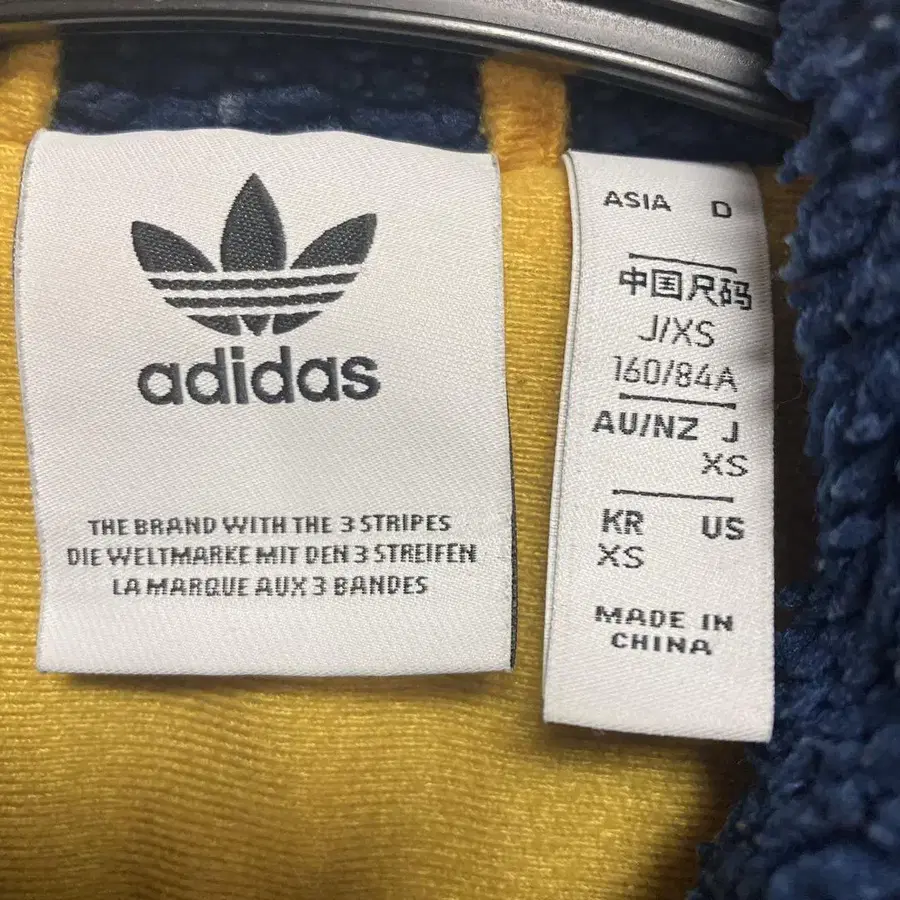 adidas
THE BRAND WITH THE 3 STRIPES
DIE WELTMARKE MIT DEN 3 STREIFEN
LA MARQUE AUX 3 BANDES
ASIA D
中国尺码
J/XS
160/84A
AU/NZ J
XS
KR US
XS
MADE IN
CHINA